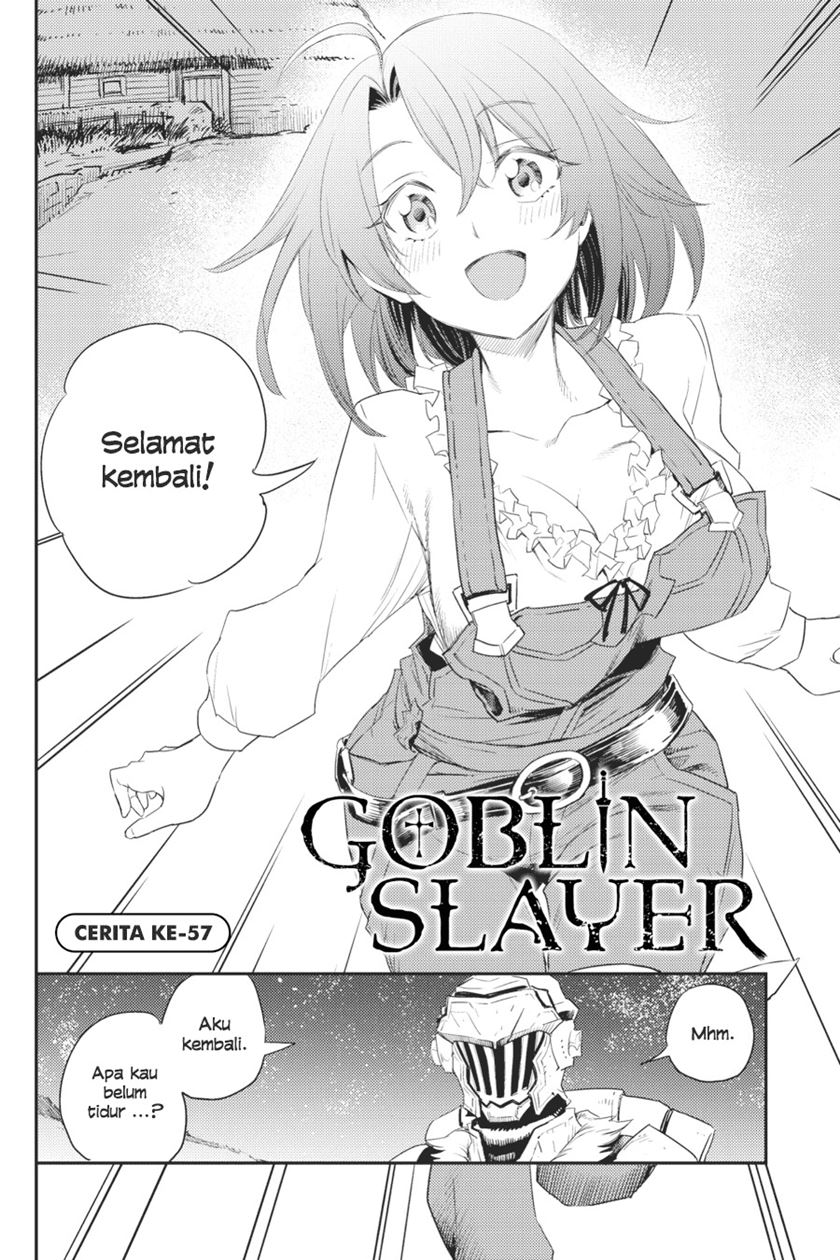 Selamat
kembali!
GOBLIN
SLAYER
CERITA KE-57
Mhm.
Aku
kembali.
Apa kau
belum
tidur ...?